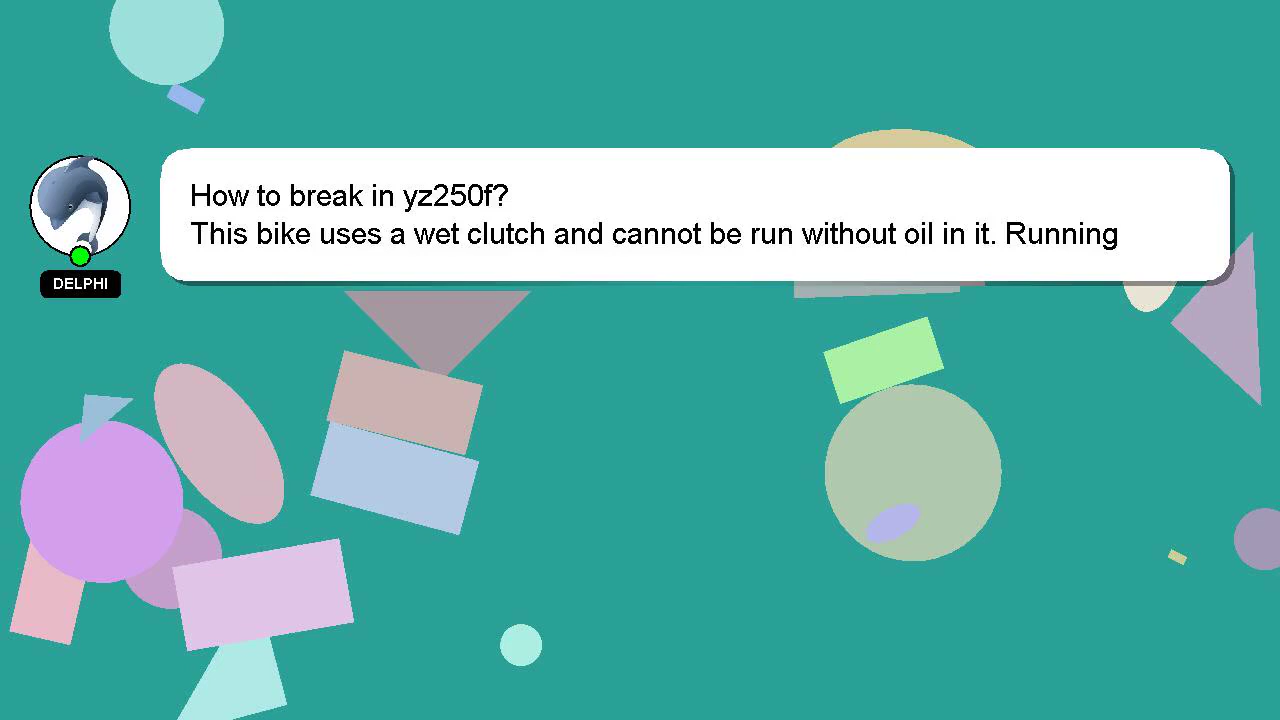 How to break in yz250f?
This bike uses a wet clutch and cannot be run without oil in it. Running
DELPHI